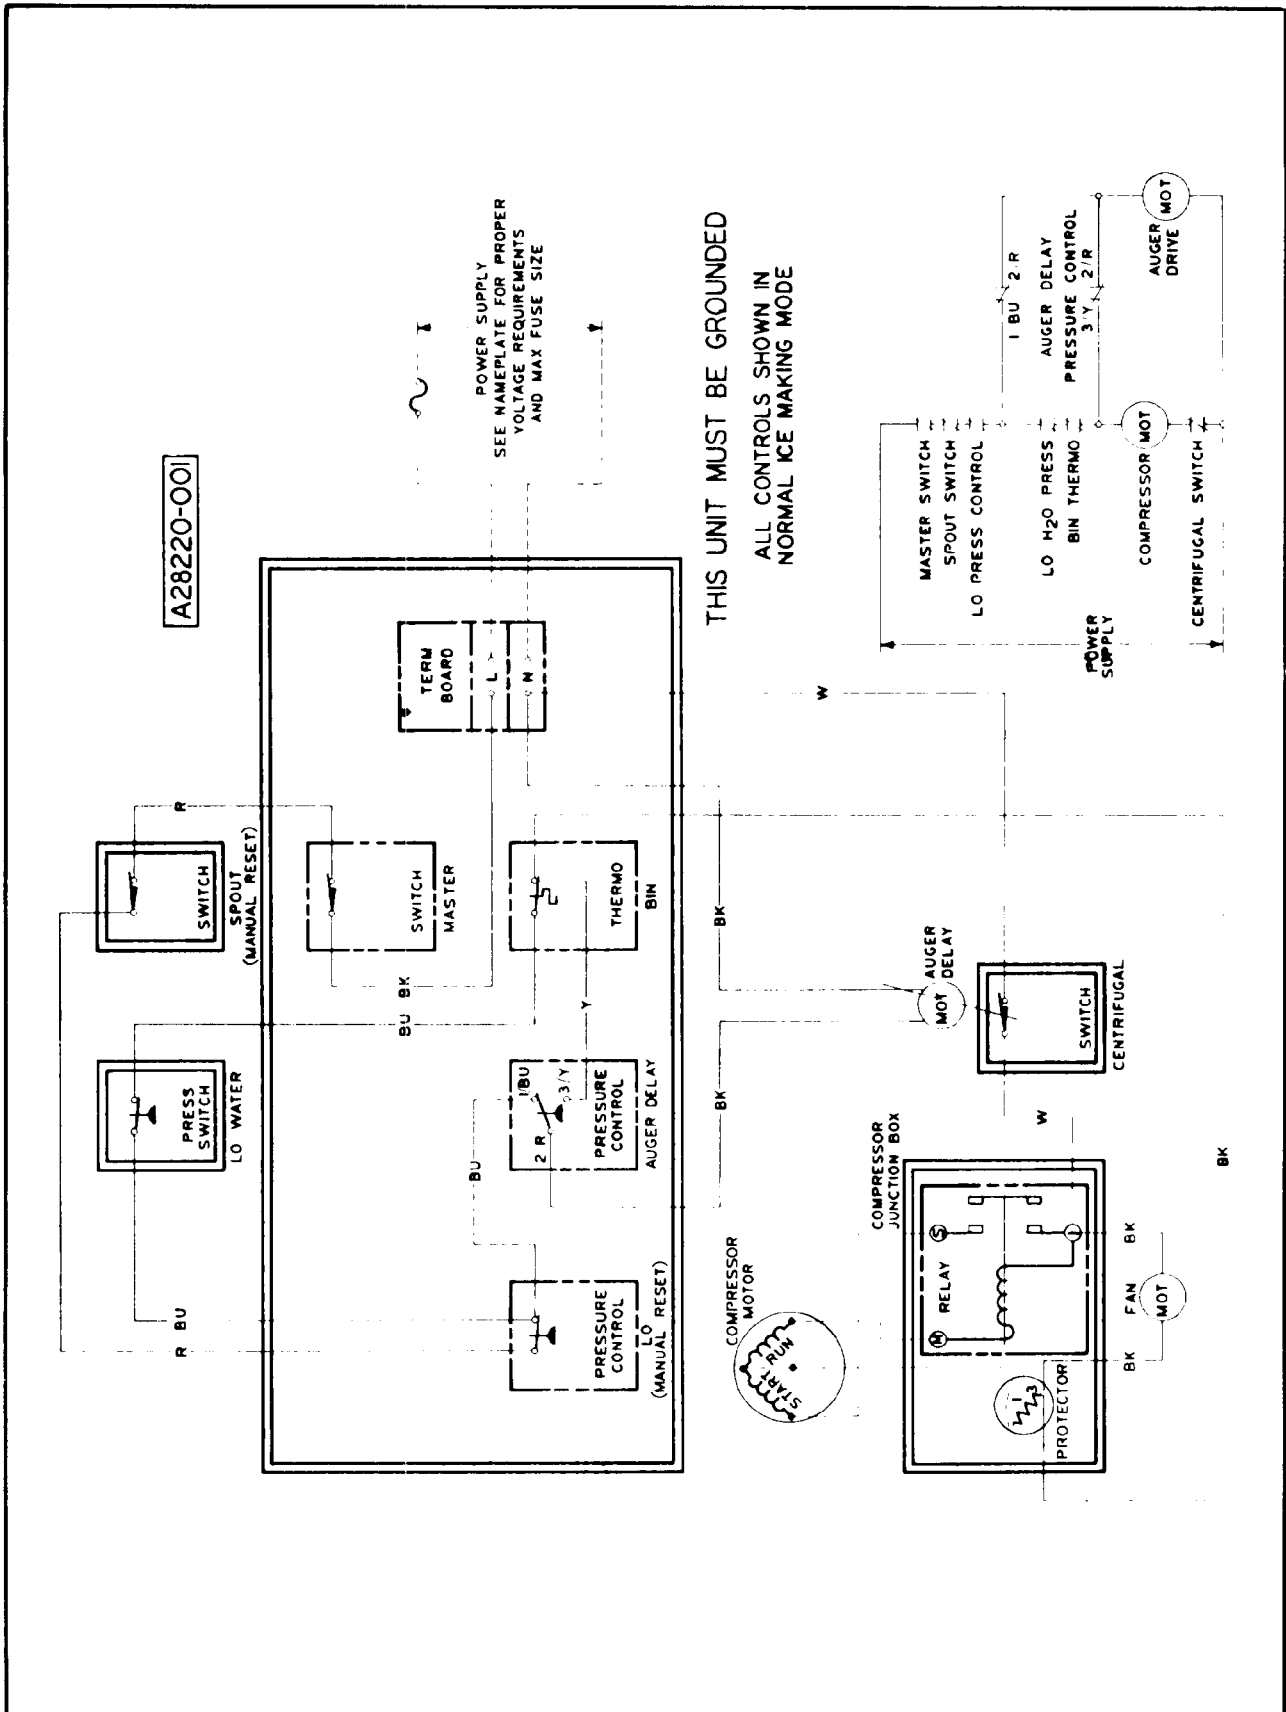 A28220-001
SWITCH
SPOUT
(MANUAL RESET)
R
PRESS
SWITCH
LO WATER
R
BU
SWITCH
MASTER
BK
BU
TERM
BOARD
L
N
POWER SUPPLY
SEE NAMEPLATE FOR PROPER
VOLTAGE REQUIREMENTS
AND MAX FUSE SIZE
THERMO
BIN
Y
1/BU
3/Y
2 R
PRESSURE
CONTROL
AUGER DELAY
BU
PRESSURE
CONTROL
LO
(MANUAL RESET)
THIS UNIT MUST BE GROUNDED
ALL CONTROLS SHOWN IN
NORMAL ICE MAKING MODE
BK
BK
W
COMPRESSOR
MOTOR
START
RUN
MOT
AUGER
DELAY
SWITCH
CENTRIFUGAL
COMPRESSOR
JUNCTION BOX
S
M
RELAY
L
1
3
PROTECTOR
W
BK
FAN
BK
MOT
BK
POWER
SUPPLY
MASTER SWITCH
SPOUT SWITCH
LO PRESS CONTROL
LO H2O PRESS
BIN THERMO
COMPRESSOR
MOT
CENTRIFUGAL SWITCH
1 BU 2/R
AUGER DELAY
PRESSURE CONTROL
3/Y 2/R
AUGER
DRIVE
MOT